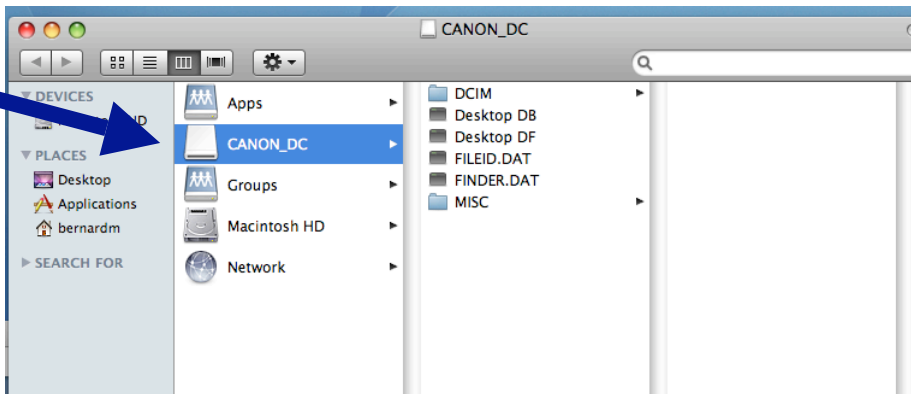 CANON_DC
DEVICES
HD
PLACES
Desktop
Applications
bernardm
SEARCH FOR
Apps
CANON_DC
Groups
Macintosh HD
Network
DCIM
Desktop DB
Desktop DF
FILEID.DAT
FINDER.DAT
MISC